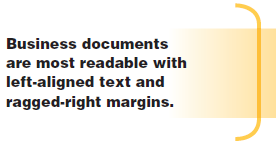 Business documents
are most readable with
left-aligned text and
ragged-right margins.